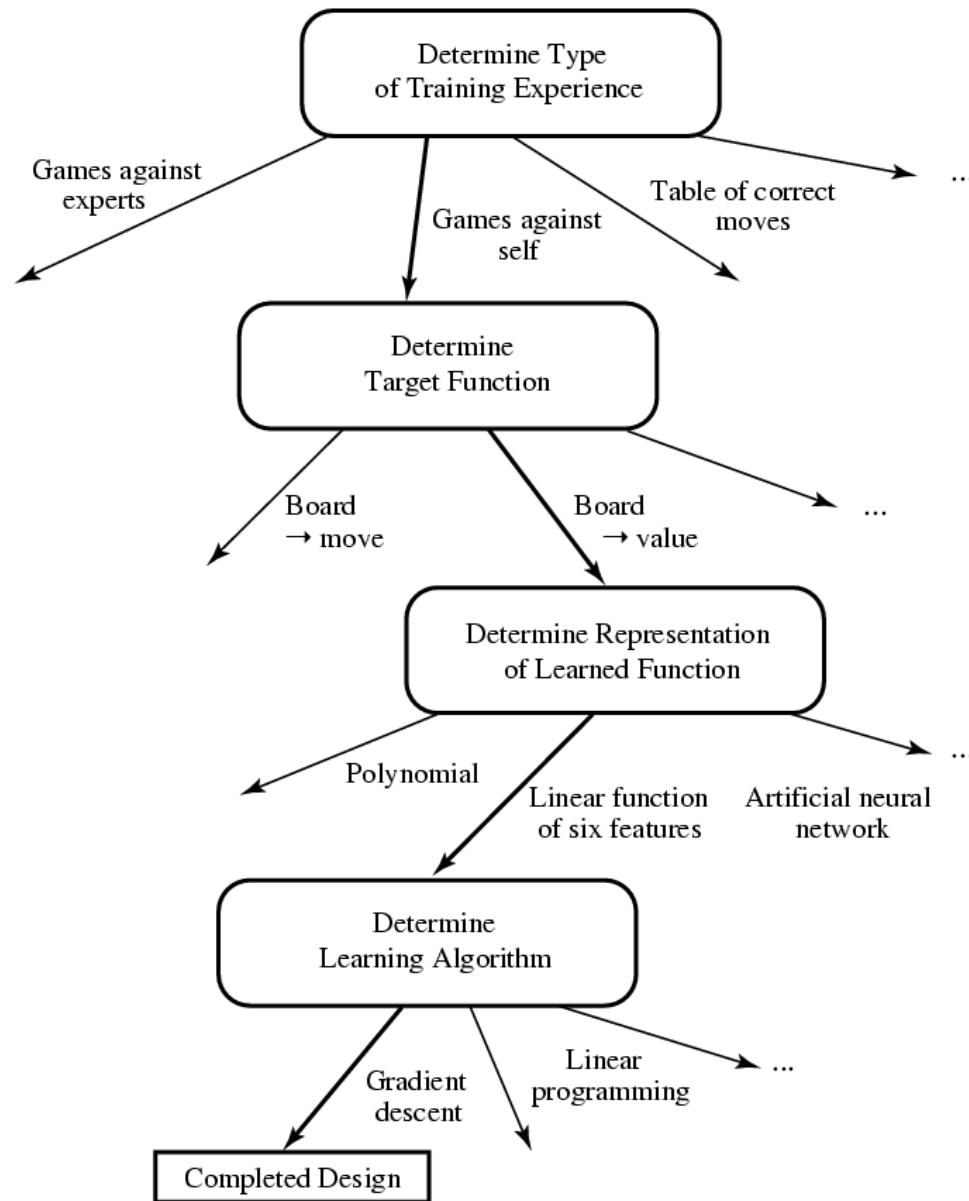 Determine Type
of Training Experience
Games against
experts
Games against
self
Table of correct
moves
...
Determine
Target Function
Board
→ move
Board
→ value
...
Determine Representation
of Learned Function
Polynomial
Linear function
of six features
Artificial neural
network
...
Determine
Learning Algorithm
Gradient
descent
Linear
programming
...
Completed Design